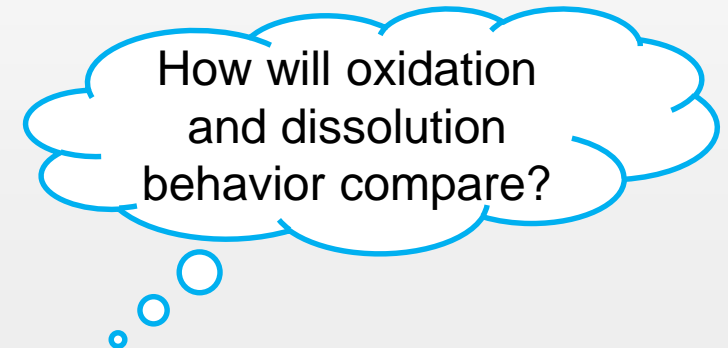 How will oxidation
and dissolution
behavior compare?